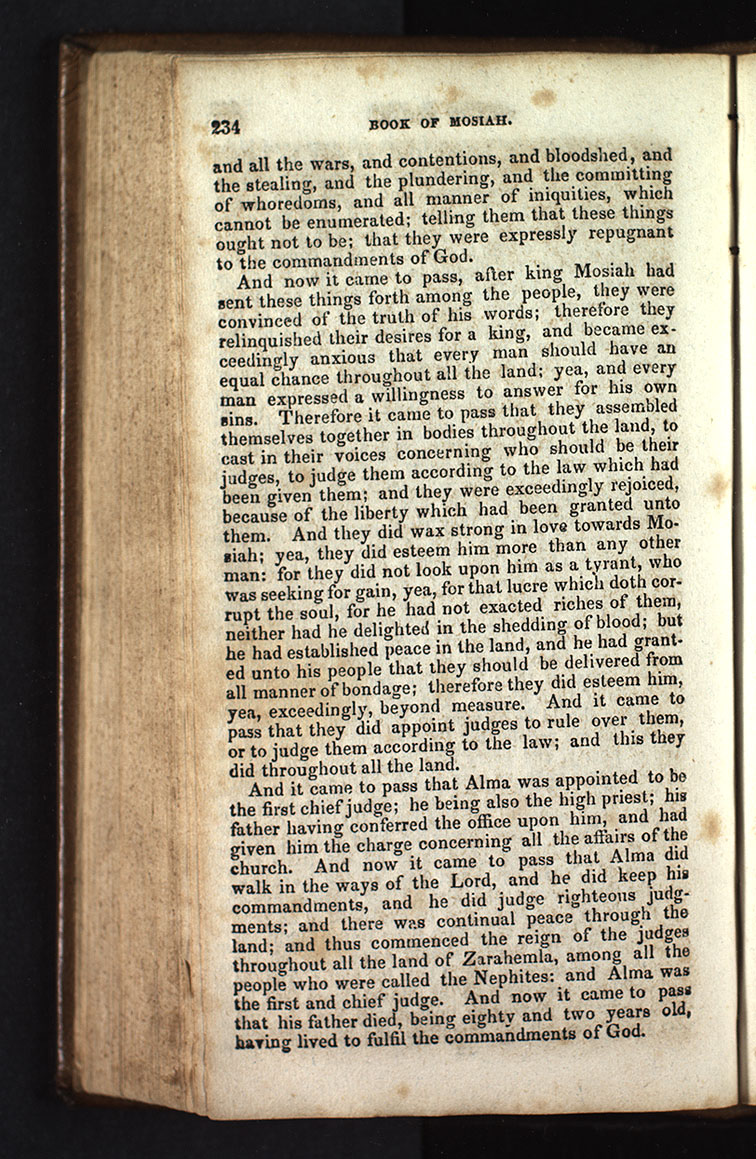 234 BOOK OF MOSIAH.
and all the wars, and contentions, and bloodshed, and
the stealing, and the plundering, and the committing
of whoredoms, and all manner of iniquities, which
cannot be enumerated; telling them that these things
ought not to be; that they were expressly repugnant
to the commandments of God.
And now it came to pass, after king Mosiah had
sent these things forth among the people, they were
convinced of the truth of his words; therefore they
relinquished their desires for a king, and became ex-
ceedingly anxious that every man should have an
equal chance throughout all the land; yea, and every
man expressed a willingness to answer for his own
sins. Therefore it came to pass that they assembled
themselves together in bodies throughout the land, to
cast in their voices concerning who should be their
judges, to judge them according to the law which had
been given them; and they were exceedingly rejoiced,
because of the liberty which had been granted unto
them. And they did wax strong in love towards Mo-
siah; yea, they did esteem him more than any other
man: for they did not look upon him as a tyrant, who
was seeking for gain, yea, for that lucre which doth cor-
rupt the soul, for he had not exacted riches of them,
neither had he delighted in the shedding of blood; but
he had established peace in the land, and he had grant-
ed unto his people that they should be delivered from
all manner of bondage; therefore they did esteem him,
yea, exceedingly, beyond measure. And it came to
pass that they did appoint judges to rule over them,
or to judge them according to the law; and this they
did throughout all the land.
And it came to pass that Alma was appointed to be
the first chief judge; he being also the high priest; his
father having conferred the office upon him, and had
given him the charge concerning all the affairs of the
church. And now it came to pass that Alma did
walk in the ways of the Lord, and he did keep his
commandments, and he did judge righteous judg-
ments; and there was continual peace through the
land; and thus commenced the reign of the judges
throughout all the land of Zarahemla, among all the
people who were called the Nephites: and Alma was
the first and chief judge. And now it came to pass
that his father died, being eighty and two years old,
having lived to fulfil the commandments of God.